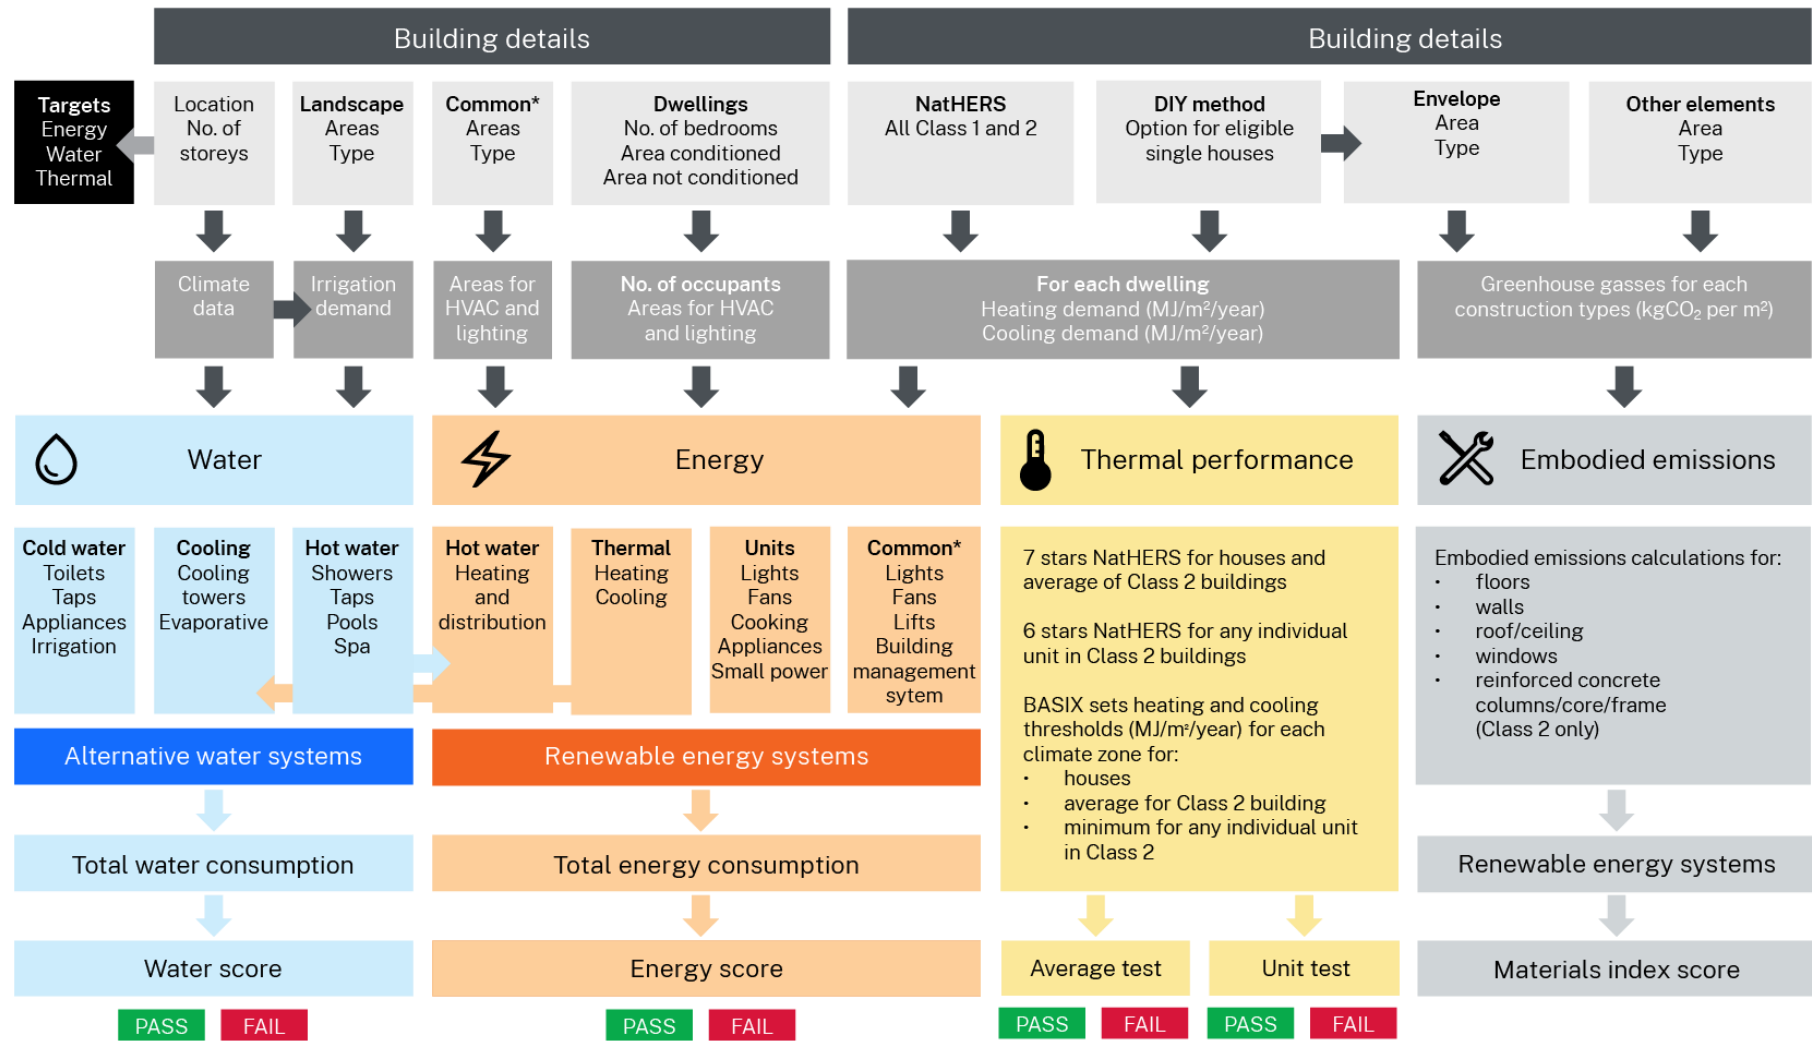 Building details
Building details
Targets
Energy
Water
Thermal
Location
No. of
storeys
Landscape
Areas
Type
Common*
Areas
Type
Dwellings
No. of bedrooms
Area conditioned
Area not conditioned
NatHERS
All Class 1 and 2
DIY method
Option for eligible
single houses
Envelope
Area
Type
Other elements
Area
Type
Climate
data
Irrigation
demand
Areas for
HVAC and
lighting
No. of occupants
Areas for HVAC
and lighting
For each dwelling
Heating demand (MJ/m²/year)
Cooling demand (MJ/m²/year)
Greenhouse gasses for each
construction types (kgCO₂ per m²)
Water
Energy
Thermal performance
Embodied emissions
Cold water
Toilets
Taps
Appliances
Irrigation
Cooling
Cooling
towers
Evaporative
Hot water
Showers
Taps
Pools
Spa
Hot water
Heating
and
distribution
Thermal
Heating
Cooling
Units
Lights
Fans
Cooking
Appliances
Small power
Common*
Lights
Fans
Lifts
Building
management
sytem
7 stars NatHERS for houses and
average of Class 2 buildings
6 stars NatHERS for any individual
unit in Class 2 buildings
BASIX sets heating and cooling
thresholds (MJ/m²/year) for each
climate zone for:
• houses
• average for Class 2 building
• minimum for any individual unit
in Class 2
Embodied emissions calculations for:
• floors
• walls
• roof/ceiling
• windows
• reinforced concrete
columns/core/frame
(Class 2 only)
Alternative water systems
Renewable energy systems
Total water consumption
Total energy consumption
Renewable energy systems
Water score
Energy score
Average test
Unit test
Materials index score
PASS
FAIL
PASS
FAIL
PASS
FAIL
PASS
FAIL